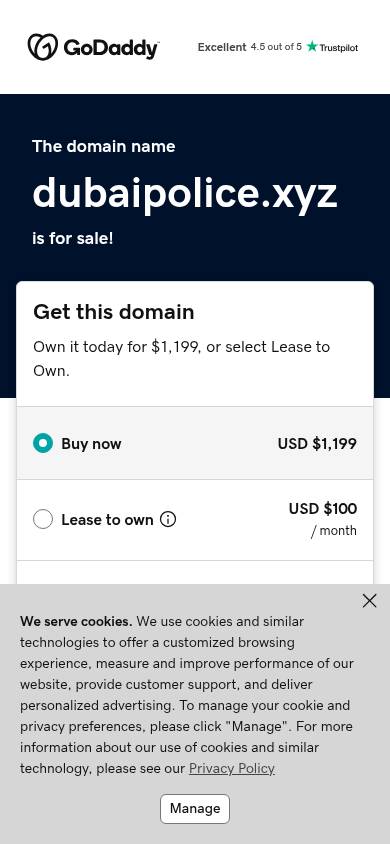 GoDaddy
Excellent 4.5 out of 5 Trustpilot
The domain name
dubaipolice.xyz
is for sale!
Get this domain
Own it today for $1,199, or select Lease to
Own.
Buy now USD $1,199
Lease to own USD $100
/ month
We serve cookies. We use cookies and similar
technologies to offer a customized browsing
experience, measure and improve performance of our
website, provide customer support, and deliver
personalized advertising. To manage your cookie and
privacy preferences, please click "Manage". For more
information about our use of cookies and similar
technology, please see our Privacy Policy
Manage